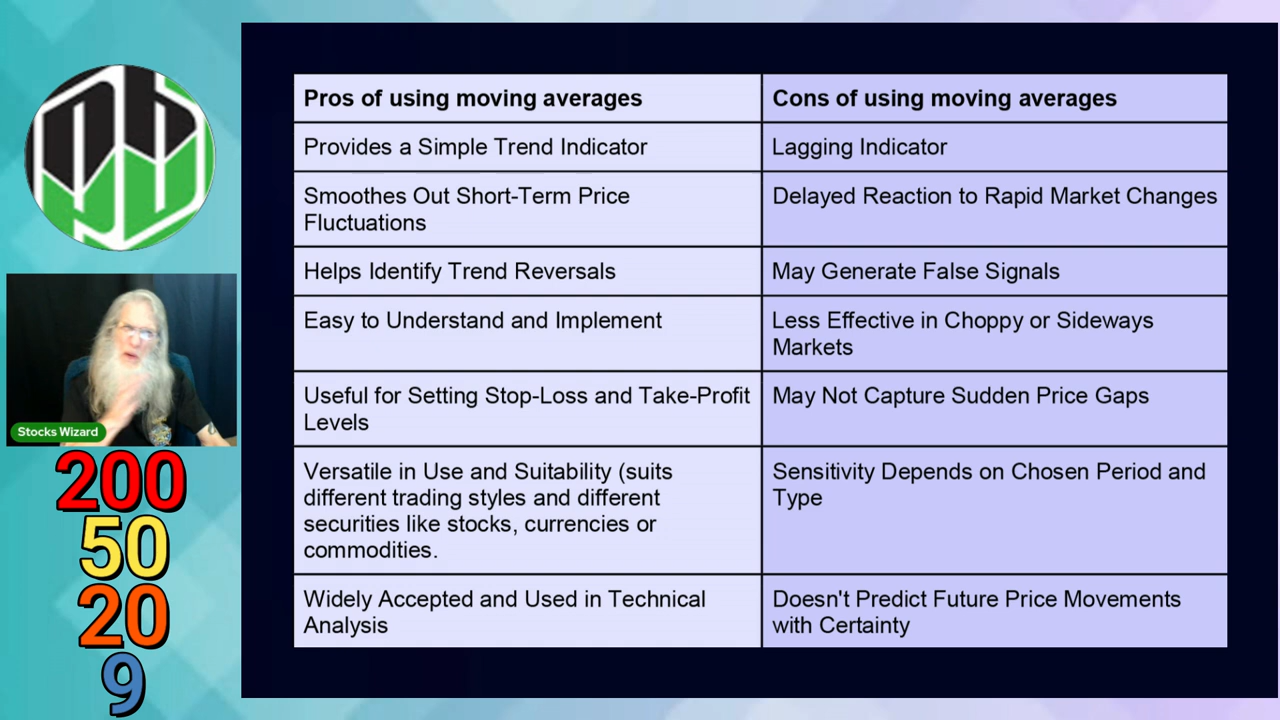 Pros of using moving averages
Cons of using moving averages
Provides a Simple Trend Indicator
Lagging Indicator
Smoothes Out Short-Term Price
Fluctuations
Delayed Reaction to Rapid Market Changes
Helps Identify Trend Reversals
May Generate False Signals
Easy to Understand and Implement
Less Effective in Choppy or Sideways
Markets
Useful for Setting Stop-Loss and Take-Profit
Levels
May Not Capture Sudden Price Gaps
Versatile in Use and Suitability (suits
different trading styles and different
securities like stocks, currencies or
commodities.
Sensitivity Depends on Chosen Period and
Type
Widely Accepted and Used in Technical
Analysis
Doesn't Predict Future Price Movements
with Certainty
Stocks Wizard
200
50
20
9